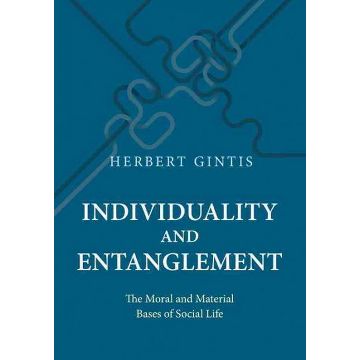 HERBERT GINTIS
INDIVIDUALITY
AND
ENTANGLEMENT
The Moral and Material
Bases of Social Life